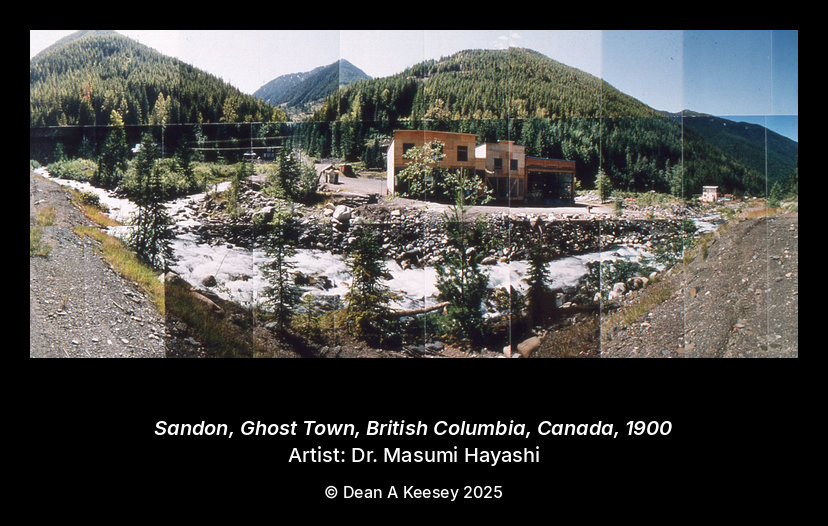 Sandon, Ghost Town, British Columbia, Canada, 1900
Artist: Dr. Masumi Hayashi
© Dean A Keesey 2025